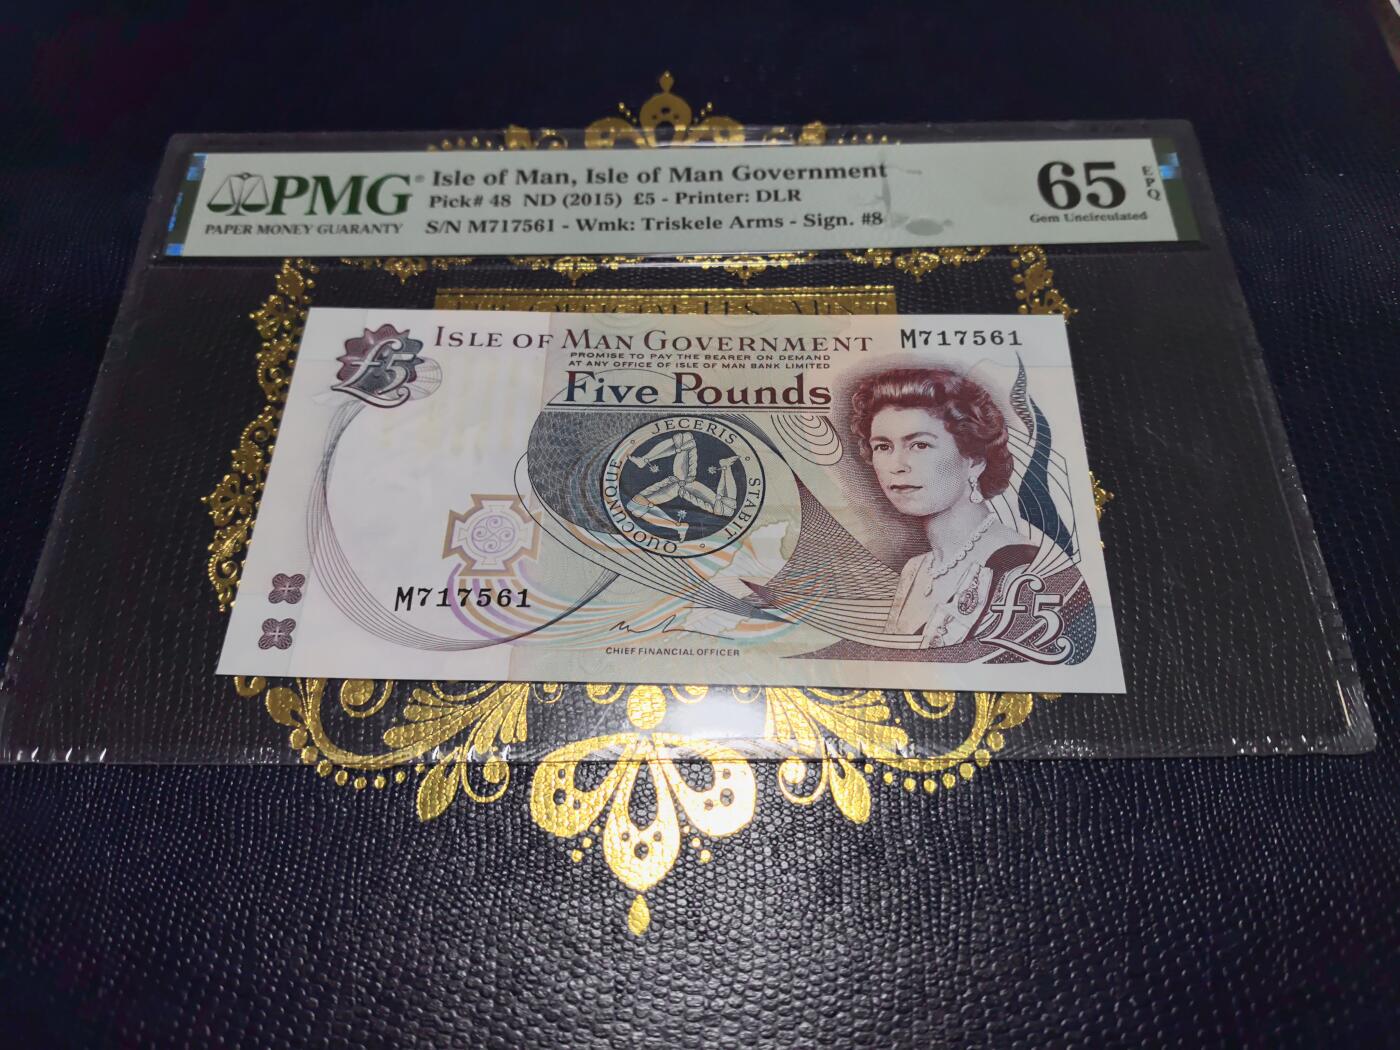 PMG®
PAPER MONEY GUARANTY
Isle of Man, Isle of Man Government
Pick# 48 ND (2015) £5 - Printer: DLR
S/N M717561 - Wmk: Triskele Arms - Sign. #8
65 EPQ
Gem Uncirculated
£5
ISLE OF MAN GOVERNMENT
M717561
PROMISE TO PAY THE BEARER ON DEMAND
AT ANY OFFICE OF ISLE OF MAN BANK LIMITED
Five Pounds
QUOCUNQUE JECERIS STABIT
M717561
CHIEF FINANCIAL OFFICER
£5